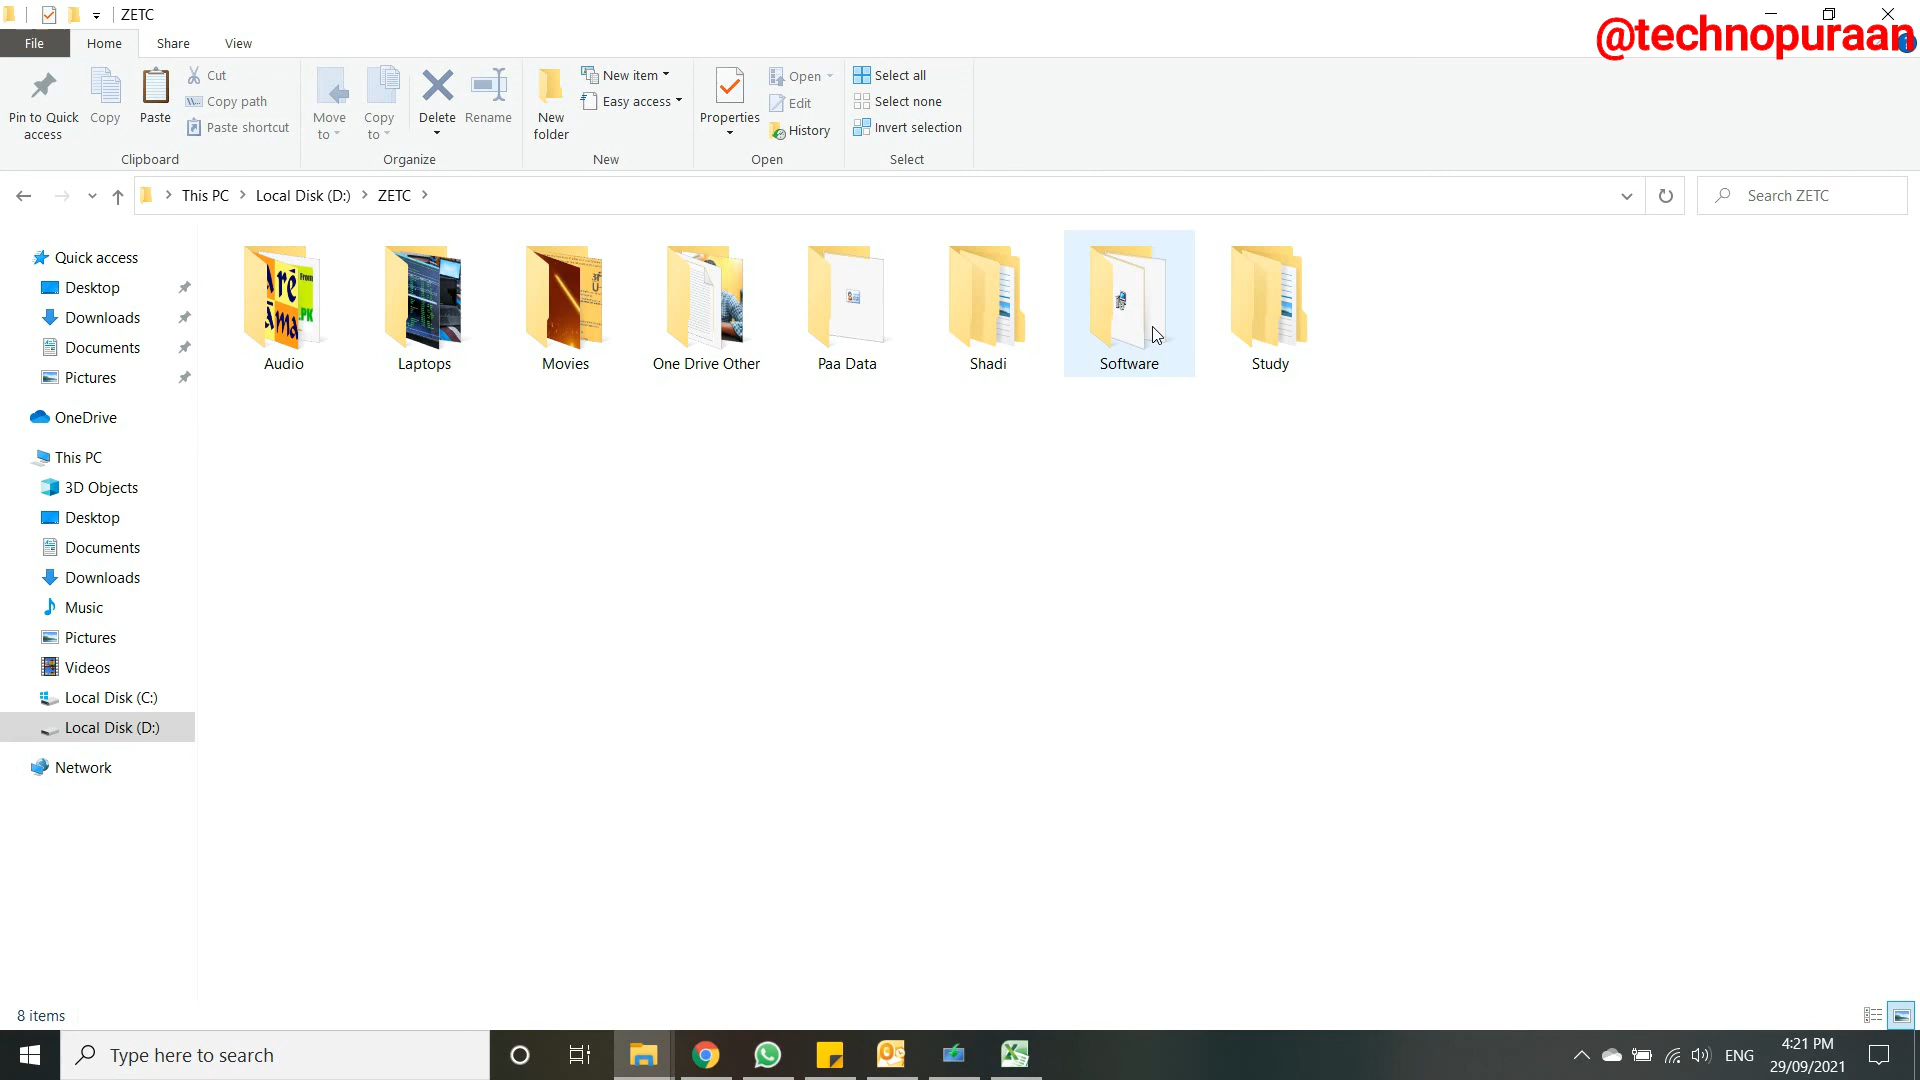 ZETC
@technopuraan
File Home Share View
Pin to Quick access
Copy
Paste
Cut
Copy path
Paste shortcut
Clipboard
Move to
Copy to
Delete
Rename
Organize
New folder
New item
Easy access
New
Properties
Open
Edit
History
Open
Select all
Select none
Invert selection
Select
This PC Local Disk (D:) ZETC
Search ZETC
Quick access
Desktop
Downloads
Documents
Pictures
OneDrive
This PC
3D Objects
Desktop
Documents
Downloads
Music
Pictures
Videos
Local Disk (C:)
Local Disk (D:)
Network
Audio
Laptops
Movies
One Drive Other
Paa Data
Shadi
Software
Study
8 items
Type here to search
ENG
4:21 PM
29/09/2021